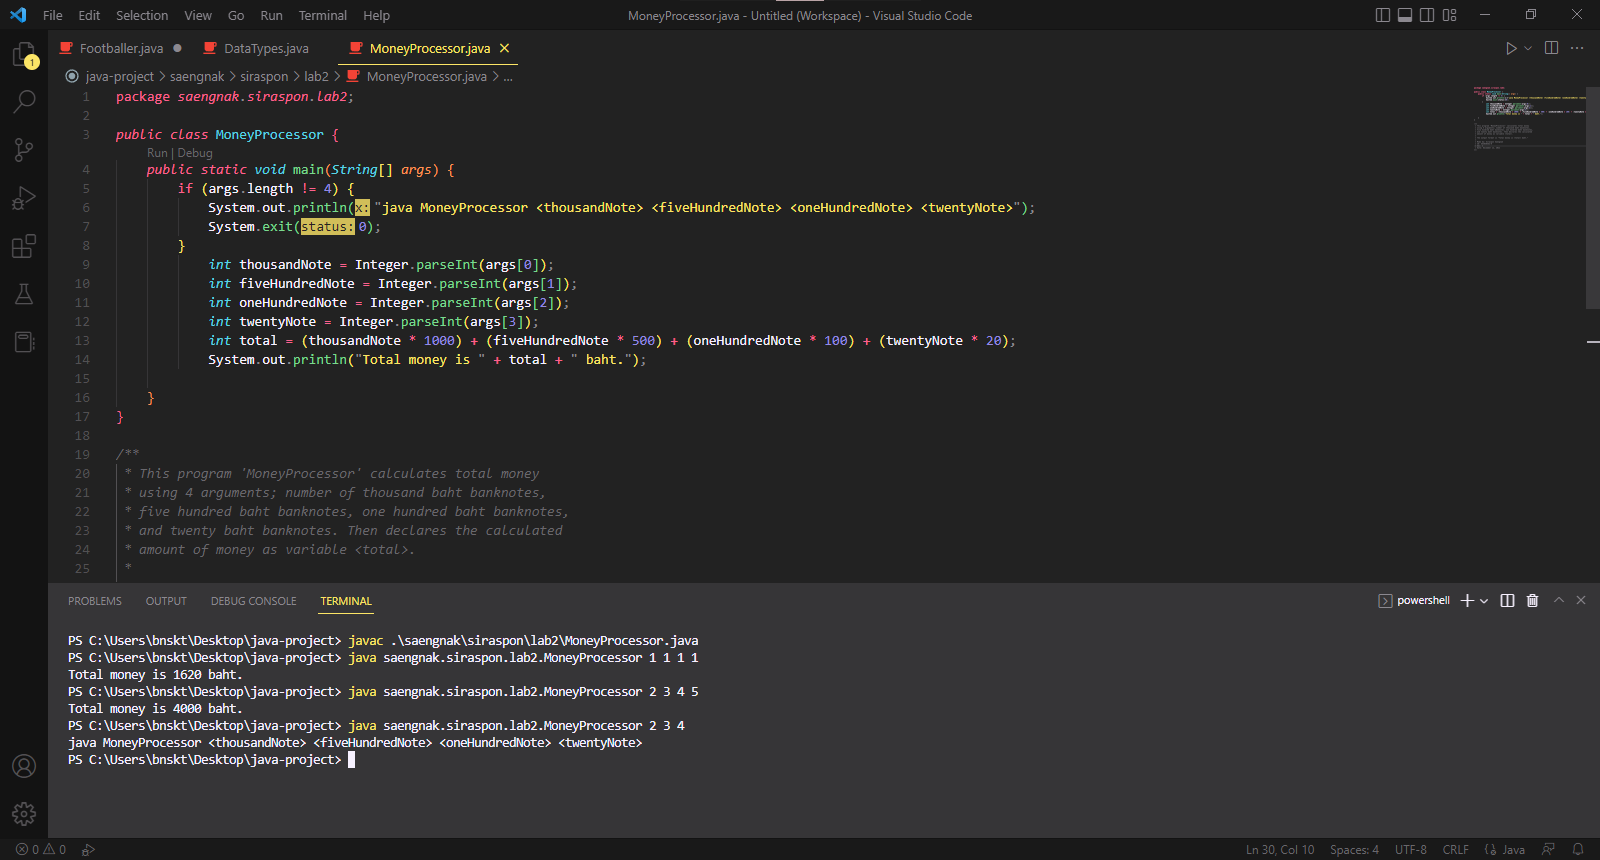 File Edit Selection View Go Run Terminal Help MoneyProcessor.java - Untitled (Workspace) - Visual Studio Code
Footballer.java DataTypes.java MoneyProcessor.java
java-project > saengnak > siraspon > lab2 > MoneyProcessor.java > ...
1 package saengnak.siraspon.lab2;
2
3 public class MoneyProcessor {
Run | Debug
4 public static void main(String[] args) {
5 if (args.length != 4) {
6 System.out.println(x: "java MoneyProcessor <thousandNote> <fiveHundredNote> <oneHundredNote> <twentyNote>");
7 System.exit(status: 0);
8 }
9 int thousandNote = Integer.parseInt(args[0]);
10 int fiveHundredNote = Integer.parseInt(args[1]);
11 int oneHundredNote = Integer.parseInt(args[2]);
12 int twentyNote = Integer.parseInt(args[3]);
13 int total = (thousandNote * 1000) + (fiveHundredNote * 500) + (oneHundredNote * 100) + (twentyNote * 20);
14 System.out.println("Total money is " + total + " baht.");
15
16 }
17 }
18
19 /**
20 * This program 'MoneyProcessor' calculates total money
21 * using 4 arguments; number of thousand baht banknotes,
22 * five hundred baht banknotes, one hundred baht banknotes,
23 * and twenty baht banknotes. Then declares the calculated
24 * amount of money as variable <total>.
25 *
PROBLEMS OUTPUT DEBUG CONSOLE TERMINAL powershell
PS C:\Users\bnskt\Desktop\java-project> javac .\saengnak\siraspon\lab2\MoneyProcessor.java
PS C:\Users\bnskt\Desktop\java-project> java saengnak.siraspon.lab2.MoneyProcessor 1 1 1 1
Total money is 1620 baht.
PS C:\Users\bnskt\Desktop\java-project> java saengnak.siraspon.lab2.MoneyProcessor 2 3 4 5
Total money is 4000 baht.
PS C:\Users\bnskt\Desktop\java-project> java saengnak.siraspon.lab2.MoneyProcessor 2 3 4
java MoneyProcessor <thousandNote> <fiveHundredNote> <oneHundredNote> <twentyNote>
PS C:\Users\bnskt\Desktop\java-project>
1
0 0 Ln 30, Col 10 Spaces: 4 UTF-8 CRLF Java